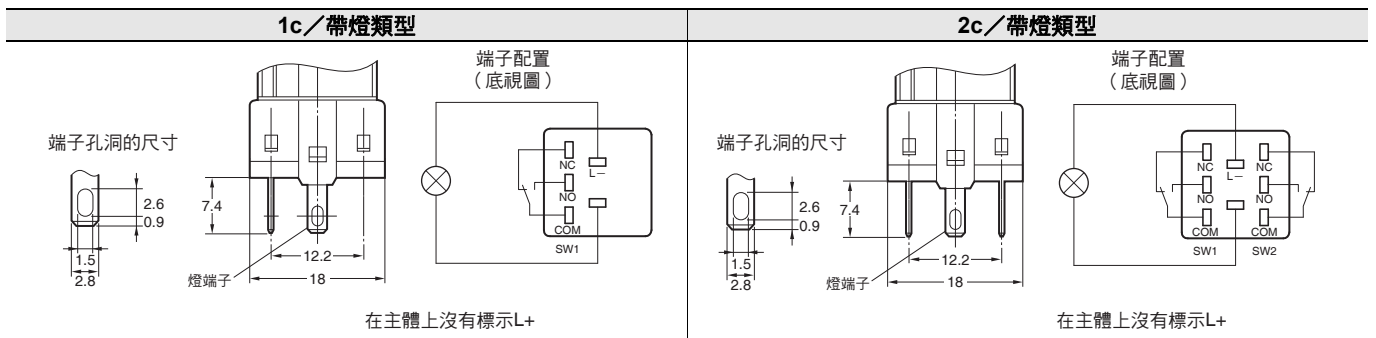 1c／帶燈類型
端子配置
（底視圖）
端子孔洞的尺寸
NC
L－
NO
COM
SW1
7.4
2.6
0.9
1.5
2.8
12.2
18
燈端子
在主體上沒有標示L+
2c／帶燈類型
端子配置
（底視圖）
端子孔洞的尺寸
NC L－ NC
NO NO
COM COM
SW1 SW2
7.4
2.6
0.9
1.5
2.8
12.2
18
燈端子
在主體上沒有標示L+